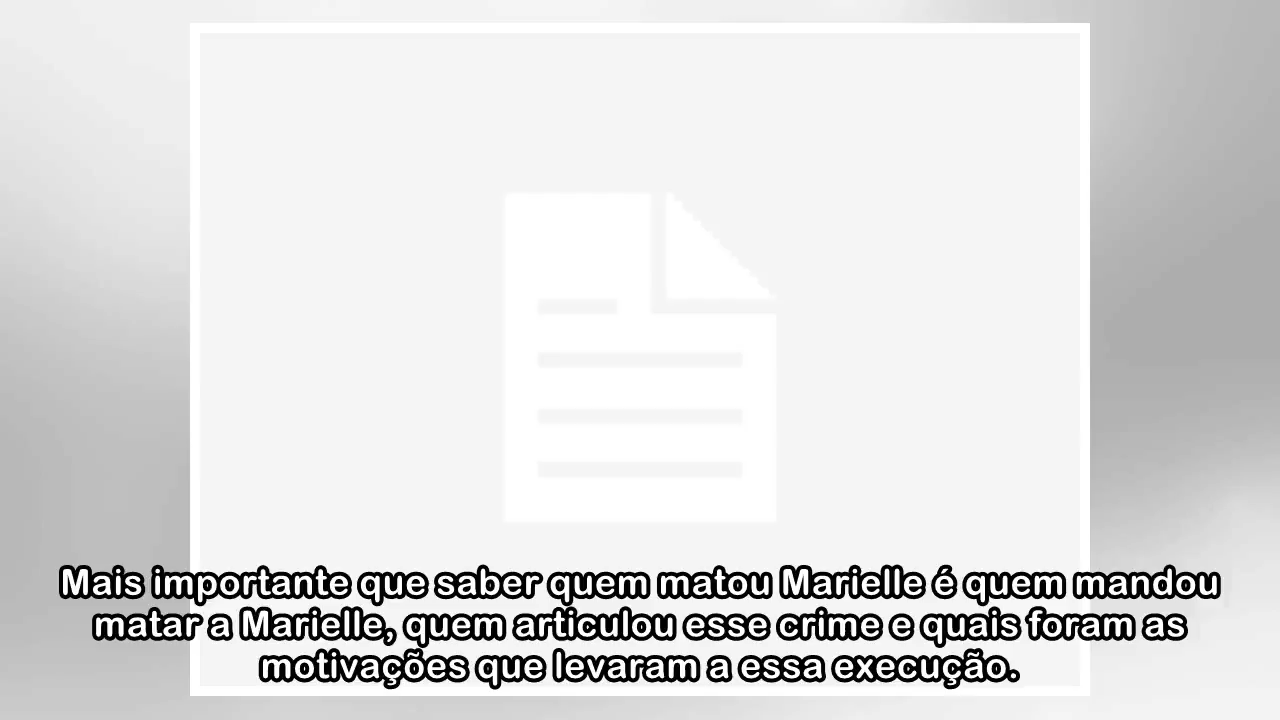 Mais importante que saber quem matou Marielle é quem mandou
matar a Marielle, quem articulou esse crime e quais foram as
motivações que levaram a essa execução.